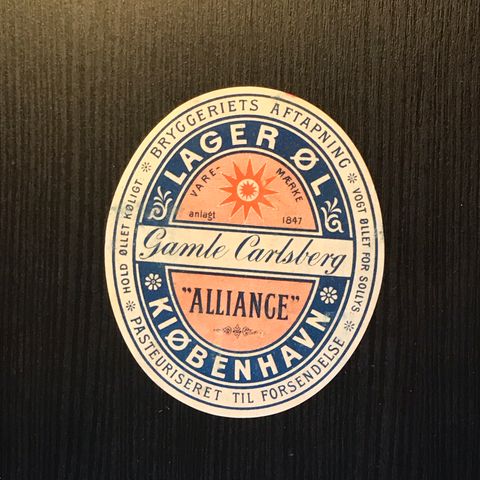 BRYGGERIETS AFTAPNING
HOLD ØLLET KØLIGT
VOGT ØLLET FOR SOLLYS
LAGER ØL
VARE-MÆRKE
anlagt 1847
Gamle Carlsberg
"ALLIANCE"
KIØBENHAVN
PASTEURISERET TIL FORSENDELSE